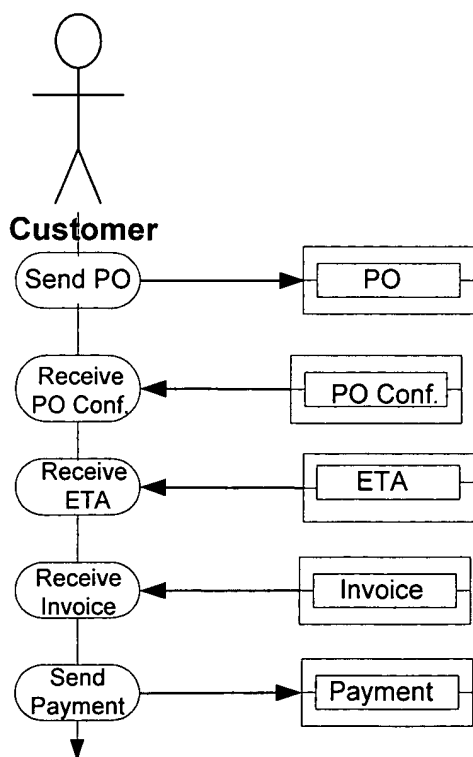 Customer
Send PO
PO
Receive
PO Conf.
PO Conf.
Receive
ETA
ETA
Receive
Invoice
Invoice
Send
Payment
Payment